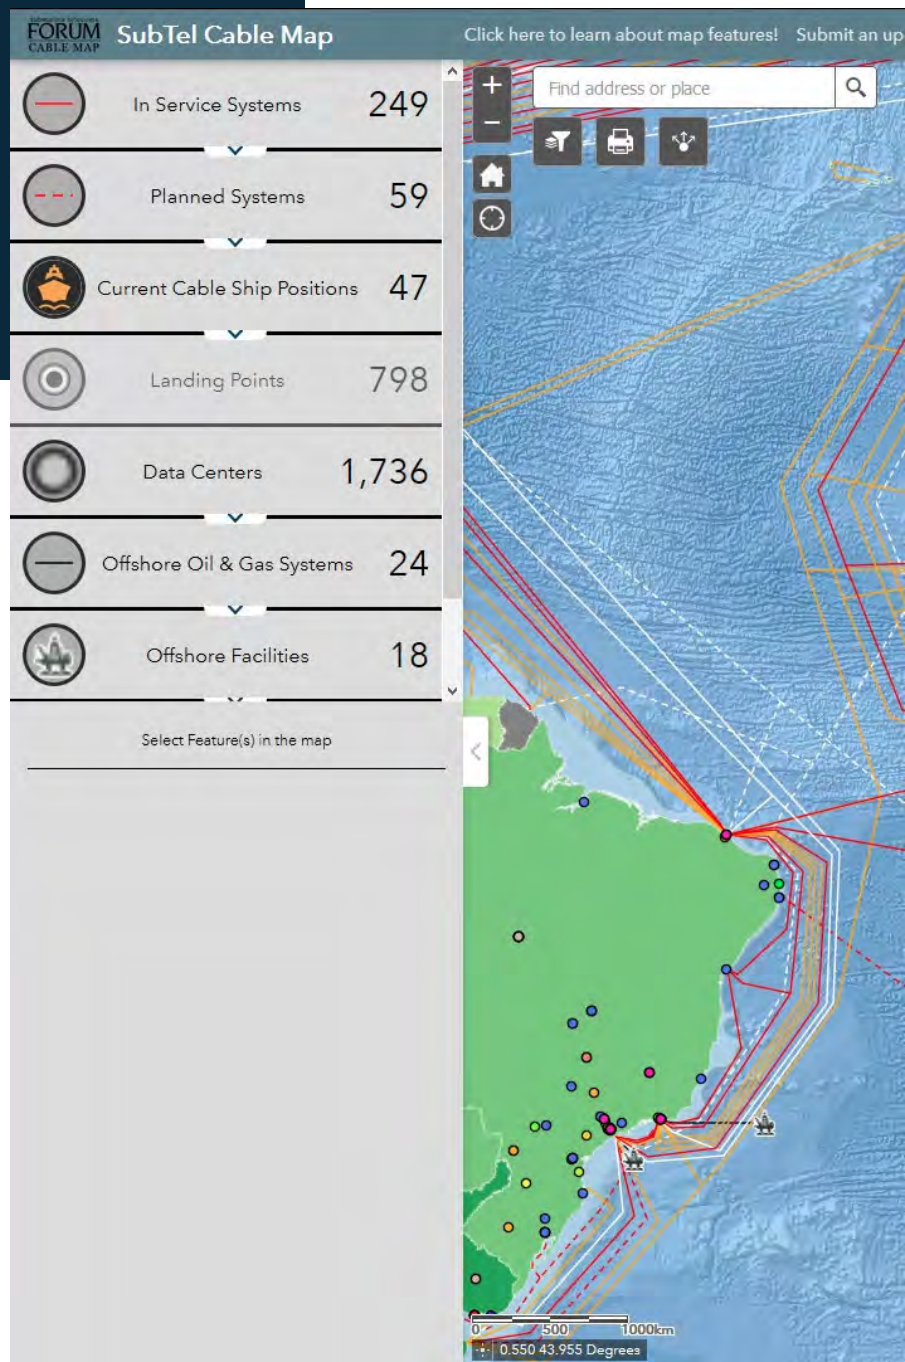 Submarine Telecoms
FORUM
CABLE MAP
SubTel Cable Map
Click here to learn about map features! Submit an up
In Service Systems 249
Planned Systems 59
Current Cable Ship Positions 47
Landing Points 798
Data Centers 1,736
Offshore Oil & Gas Systems 24
Offshore Facilities 18
Select Feature(s) in the map
Find address or place
0 500 1000km
0.550 43.955 Degrees